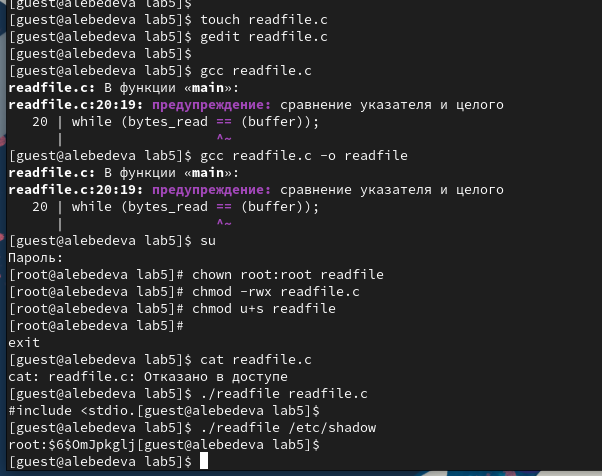 [guest@alebedeva lab5]$
[guest@alebedeva lab5]$ touch readfile.c
[guest@alebedeva lab5]$ gedit readfile.c
[guest@alebedeva lab5]$
[guest@alebedeva lab5]$ gcc readfile.c
readfile.c: В функции «main»:
readfile.c:20:19: предупреждение: сравнение указателя и целого
   20 | while (bytes_read == (buffer));
      |                   ^~
[guest@alebedeva lab5]$ gcc readfile.c -o readfile
readfile.c: В функции «main»:
readfile.c:20:19: предупреждение: сравнение указателя и целого
   20 | while (bytes_read == (buffer));
      |                   ^~
[guest@alebedeva lab5]$ su
Пароль:
[root@alebedeva lab5]# chown root:root readfile
[root@alebedeva lab5]# chmod -rwx readfile.c
[root@alebedeva lab5]# chmod u+s readfile
[root@alebedeva lab5]#
exit
[guest@alebedeva lab5]$ cat readfile.c
cat: readfile.c: Отказано в доступе
[guest@alebedeva lab5]$ ./readfile readfile.c
#include <stdio.[guest@alebedeva lab5]$
[guest@alebedeva lab5]$ ./readfile /etc/shadow
root:$6$OmJpkglj[guest@alebedeva lab5]$
[guest@alebedeva lab5]$